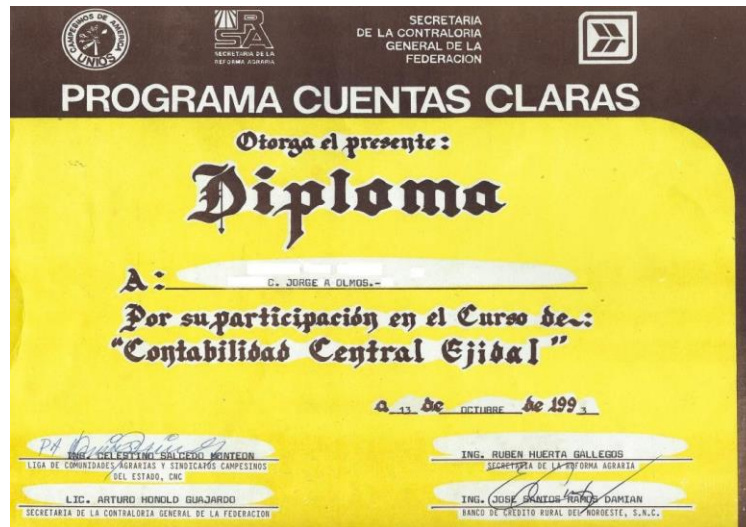 CAMPESINOS DE AMERICA
UNIOS
RSA
SECRETARIA DE LA
REFORMA AGRARIA
SECRETARIA
DE LA CONTRALORIA
GENERAL DE LA
FEDERACION
PROGRAMA CUENTAS CLARAS
Otorga el presente:
Diploma
A: C. JORGE A OLMOS.-
Por su participación en el Curso de:
"Contabilidad Central Ejidal"
a 13 de OCTUBRE de 1993
PA
ING. CELESTINO SALCEDO MONTEON
LIGA DE COMUNIDADES AGRARIAS Y SINDICATOS CAMPESINOS
DEL ESTADO, CNC
ING. RUBEN HUERTA GALLEGOS
SECRETARIA DE LA REFORMA AGRARIA
LIC. ARTURO HONOLD GUAJARDO
SECRETARIA DE LA CONTRALORIA GENERAL DE LA FEDERACION
ING. JOSE SANTOS RAMOS DAMIAN
BANCO DE CREDITO RURAL DEL NOROESTE, S.N.C.